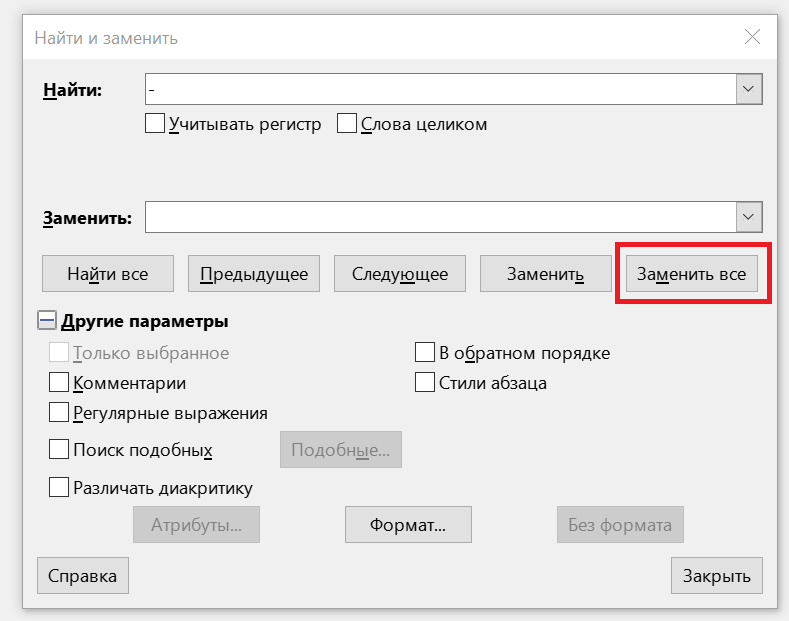 Найти и заменить
Найти: -
Учитывать регистр Слова целиком
Заменить:
Найти все Предыдущее Следующее Заменить Заменить все
Другие параметры
Только выбранное В обратном порядке
Комментарии Стили абзаца
Регулярные выражения
Поиск подобных Подобные...
Различать диакритику
Атрибуты... Формат... Без формата
Справка Закрыть